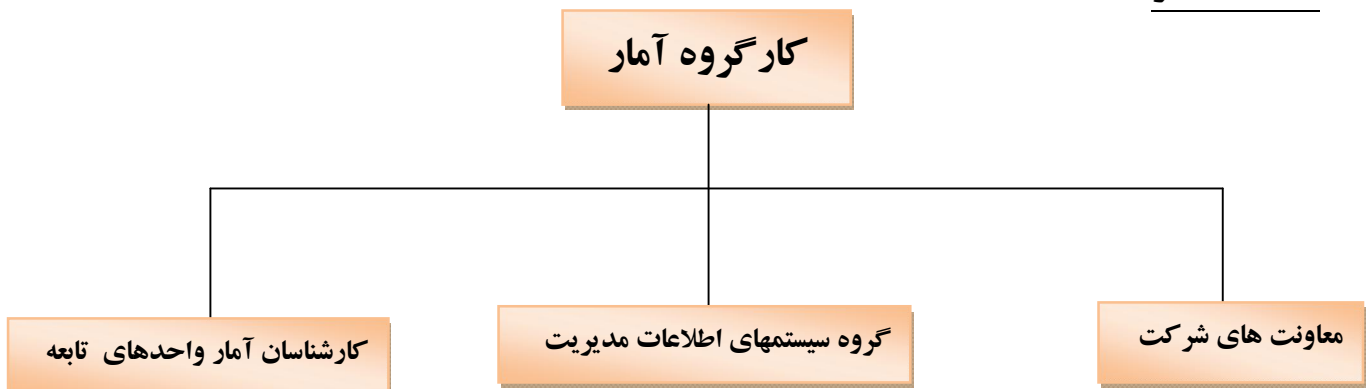 کارگروه آمار
معاونت های شرکت
گروه سیستمهای اطلاعات مدیریت
کارشناسان آمار واحدهای تابعه